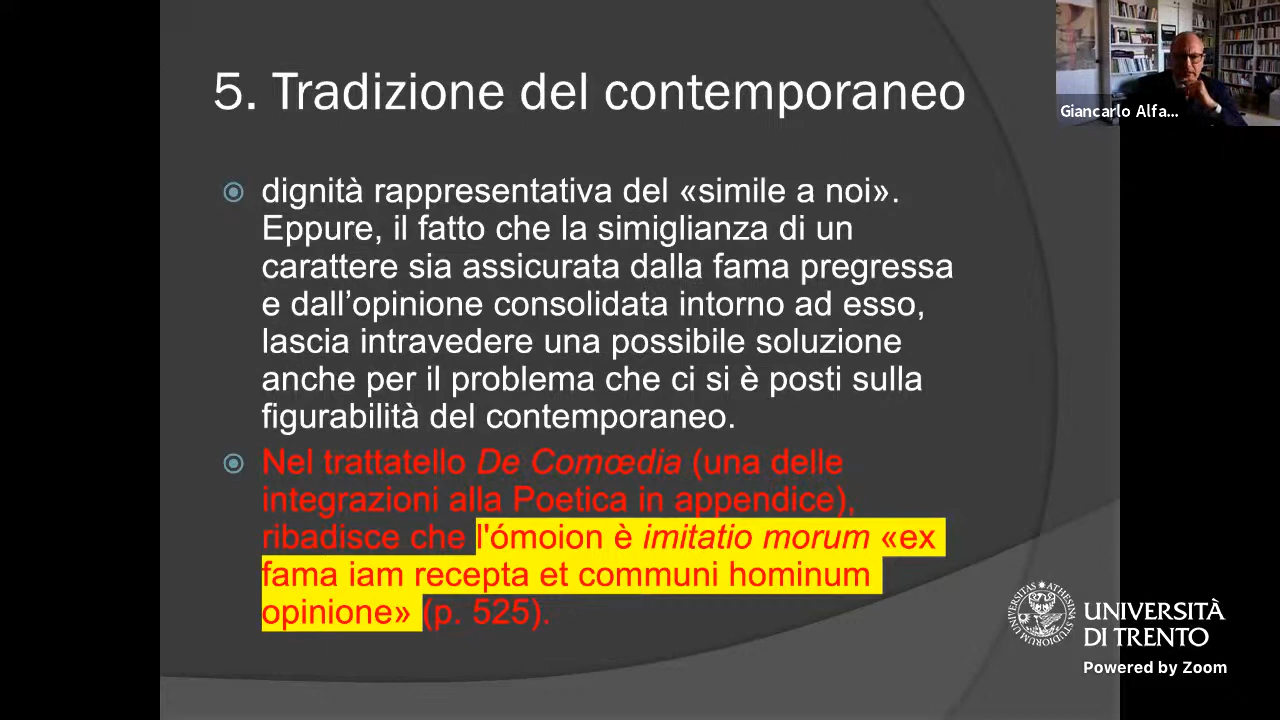 5. Tradizione del contemporaneo
Giancarlo Alfa...
dignità rappresentativa del «simile a noi».
Eppure, il fatto che la simiglianza di un
carattere sia assicurata dalla fama pregressa
e dall’opinione consolidata intorno ad esso,
lascia intravedere una possibile soluzione
anche per il problema che ci si è posti sulla
figurabilità del contemporaneo.
Nel trattatello De Comœdia (una delle
integrazioni alla Poetica in appendice),
ribadisce che l'ómoion è imitatio morum «ex
fama iam recepta et communi hominum
opinione» (p. 525).
UNIVERSITÀ
DI TRENTO
Powered by Zoom